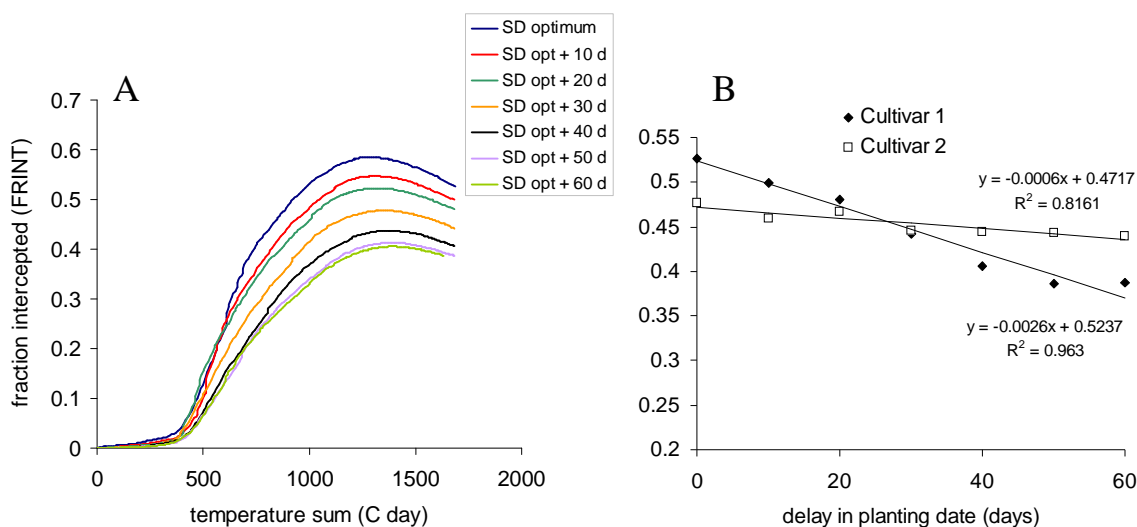 SD optimum
SD opt + 10 d
SD opt + 20 d
SD opt + 30 d
SD opt + 40 d
SD opt + 50 d
SD opt + 60 d
A
0.7
0.6
0.5
0.4
0.3
0.2
0.1
0
0 500 1000 1500 2000
fraction intercepted (FRINT)
temperature sum (C day)
B
Cultivar 1
Cultivar 2
0.55
0.5
0.45
0.4
0.35
0.3
0.25
0.2
y = -0.0006x + 0.4717
R² = 0.8161
y = -0.0026x + 0.5237
R² = 0.963
0 20 40 60
delay in planting date (days)